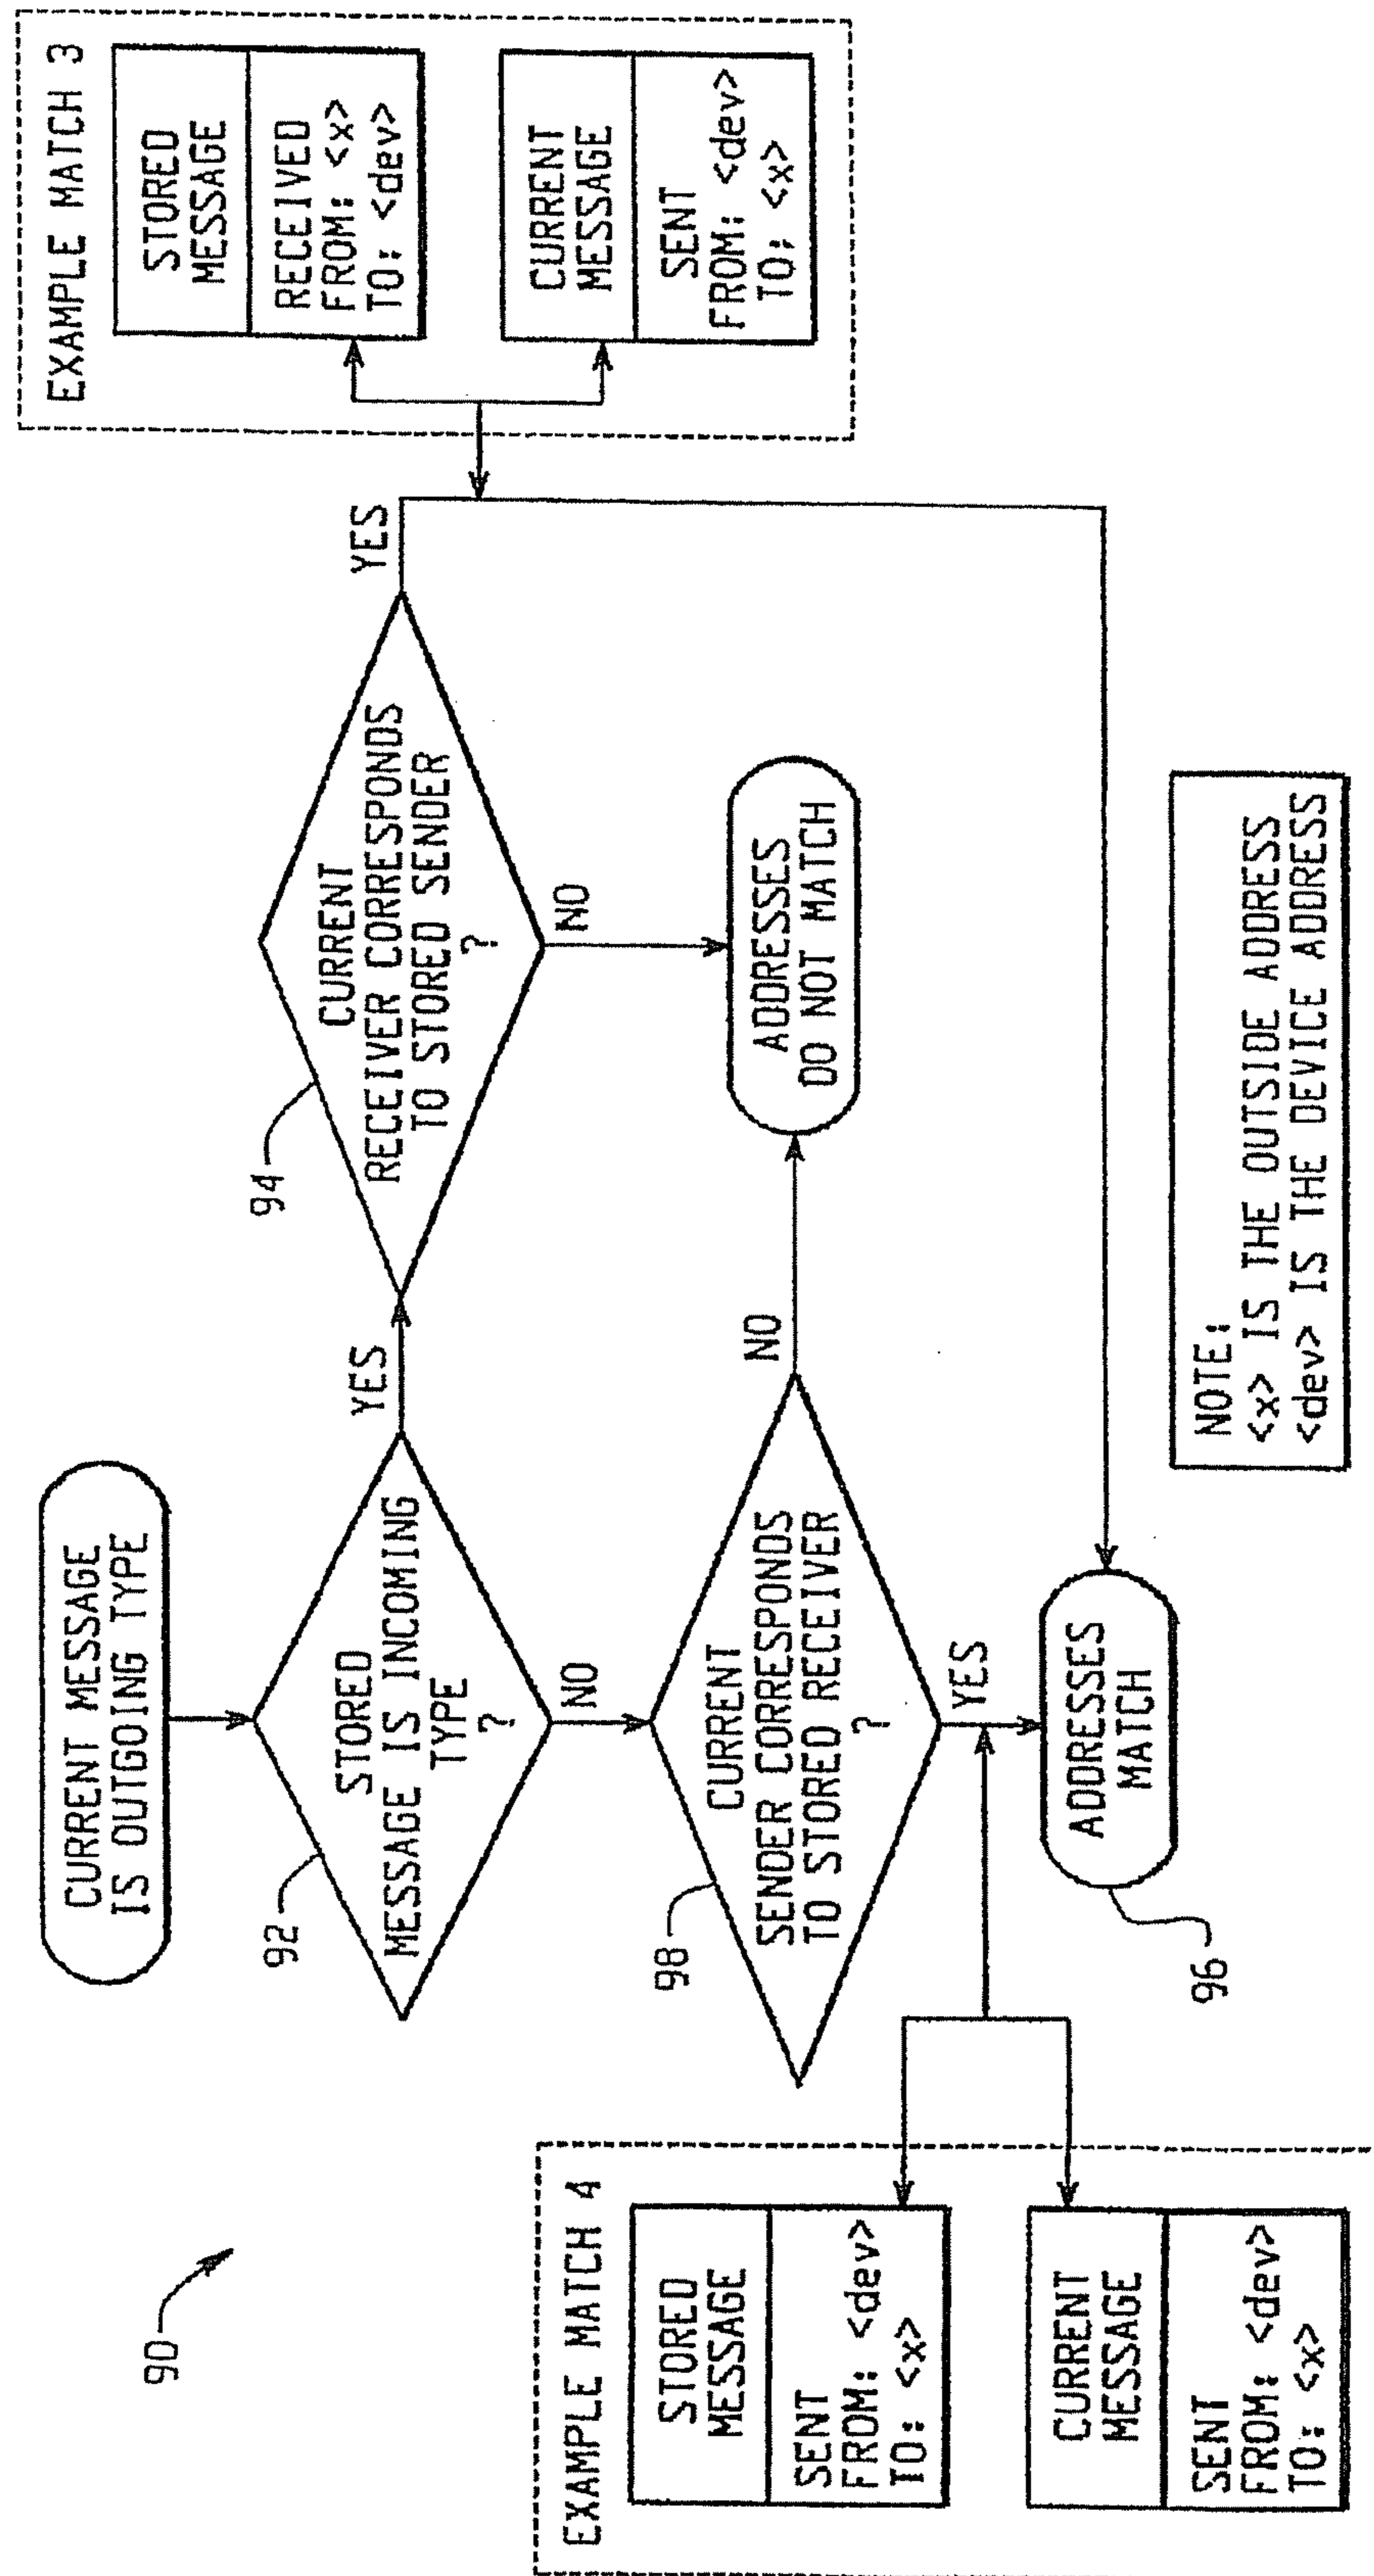 90
CURRENT MESSAGE
IS OUTGOING TYPE
92
STORED
MESSAGE IS INCOMING
TYPE
?
YES
NO
94
CURRENT
RECEIVER CORRESPONDS
TO STORED SENDER
?
YES
NO
EXAMPLE MATCH 3
STORED
MESSAGE
RECEIVED
FROM: <x>
TO: <dev>
CURRENT
MESSAGE
SENT
FROM: <dev>
TO: <x>
98
CURRENT
SENDER CORRESPONDS
TO STORED RECEIVER
?
NO
YES
ADDRESSES
DO NOT MATCH
EXAMPLE MATCH 4
STORED
MESSAGE
SENT
FROM: <dev>
TO: <x>
CURRENT
MESSAGE
SENT
FROM: <dev>
TO: <x>
ADDRESSES
MATCH
96
NOTE:
<x> IS THE OUTSIDE ADDRESS
<dev> IS THE DEVICE ADDRESS